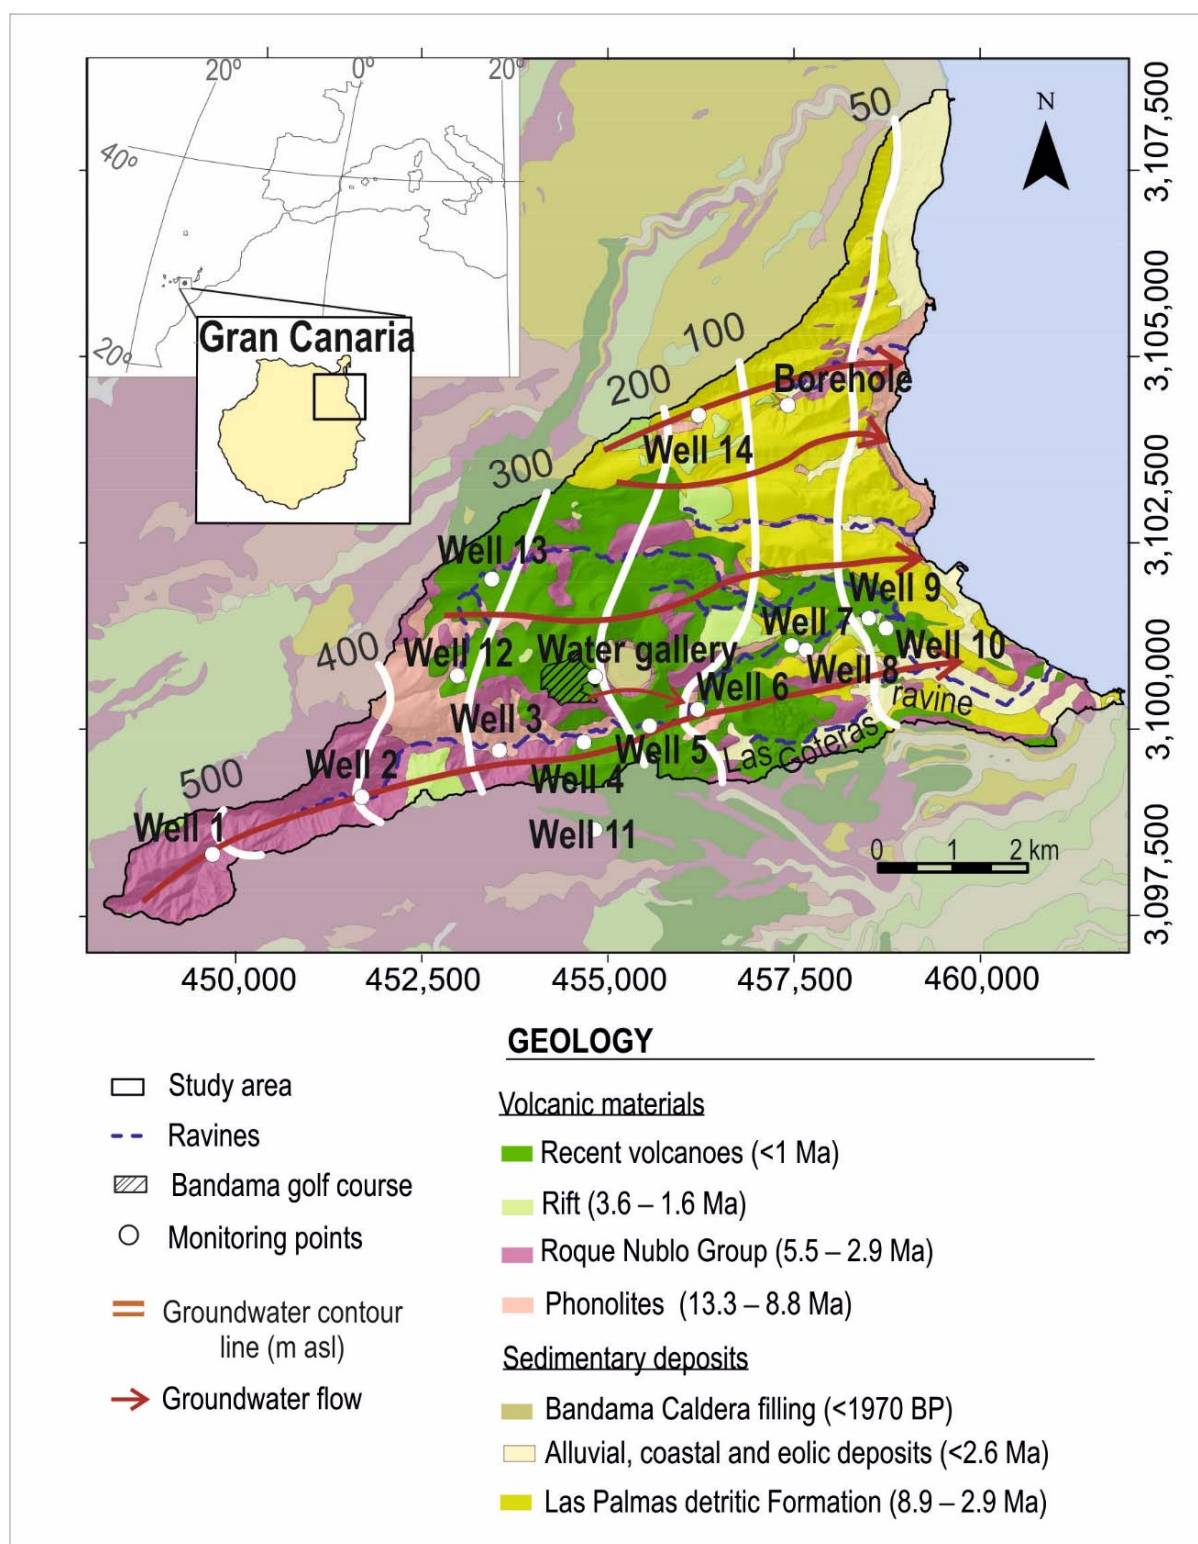 20º
0º
20º
40º
20º
Gran Canaria
N
50
100
200
300
400
500
Borehole
Well 14
Well 13
Well 9
Well 7
Well 12
Water gallery
Well 10
Well 8
Well 6
ravine
Well 3
Well 5
Las Goteras
Well 2
Well 4
Well 1
Well 11
0 1 2 km
3,107,500
3,105,000
3,102,500
3,100,000
3,097,500
450,000 452,500 455,000 457,500 460,000
Study area
Ravines
Bandama golf course
Monitoring points
Groundwater contour
line (m asl)
Groundwater flow
GEOLOGY
Volcanic materials
Recent volcanoes (<1 Ma)
Rift (3.6 – 1.6 Ma)
Roque Nublo Group (5.5 – 2.9 Ma)
Phonolites (13.3 – 8.8 Ma)
Sedimentary deposits
Bandama Caldera filling (<1970 BP)
Alluvial, coastal and eolic deposits (<2.6 Ma)
Las Palmas detritic Formation (8.9 – 2.9 Ma)